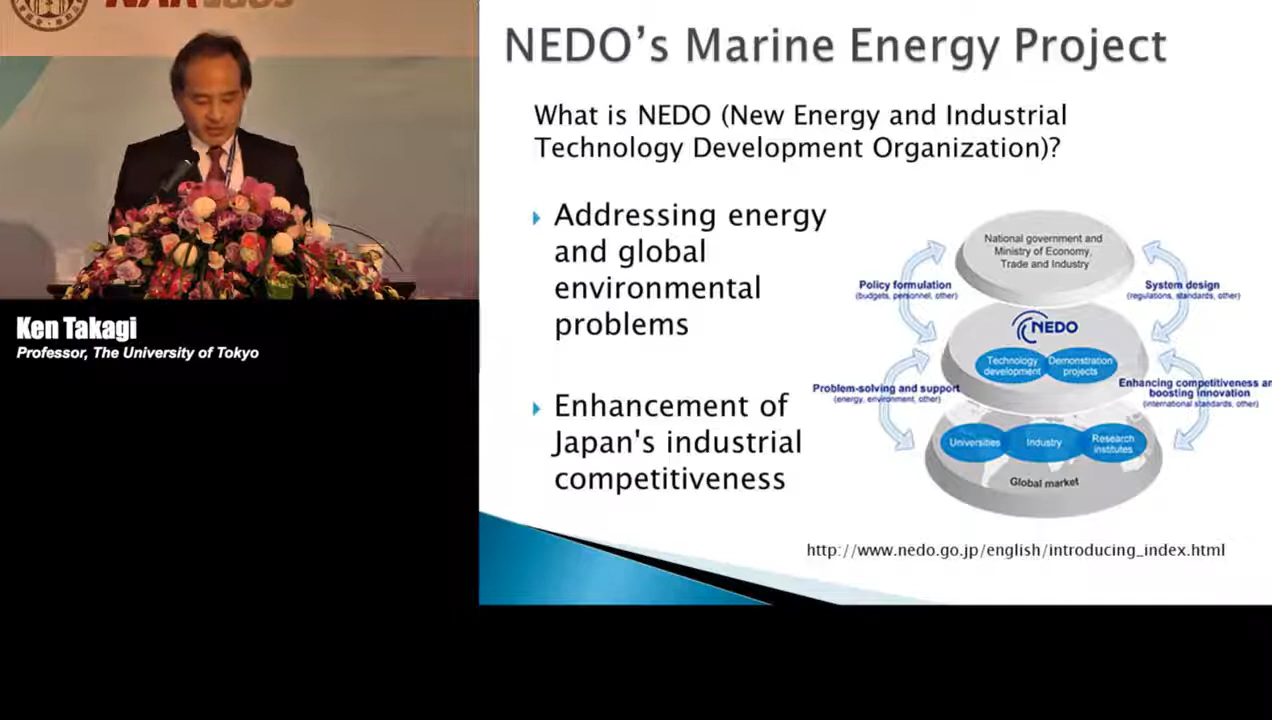 NARLabs
Ken Takagi
Professor, The University of Tokyo
NEDO's Marine Energy Project
What is NEDO (New Energy and Industrial
Technology Development Organization)?
Addressing energy
and global
environmental
problems
Enhancement of
Japan's industrial
competitiveness
National government and
Ministry of Economy,
Trade and Industry
Policy formulation
(budgets, personnel, other)
System design
(regulations, standards, other)
NEDO
Technology
development
Demonstration
projects
Problem-solving and support
(energy, environment, other)
Enhancing competitiveness an
boosting innovation
(international standards, other)
Universities
Industry
Research
institutes
Global market
http://www.nedo.go.jp/english/introducing_index.html